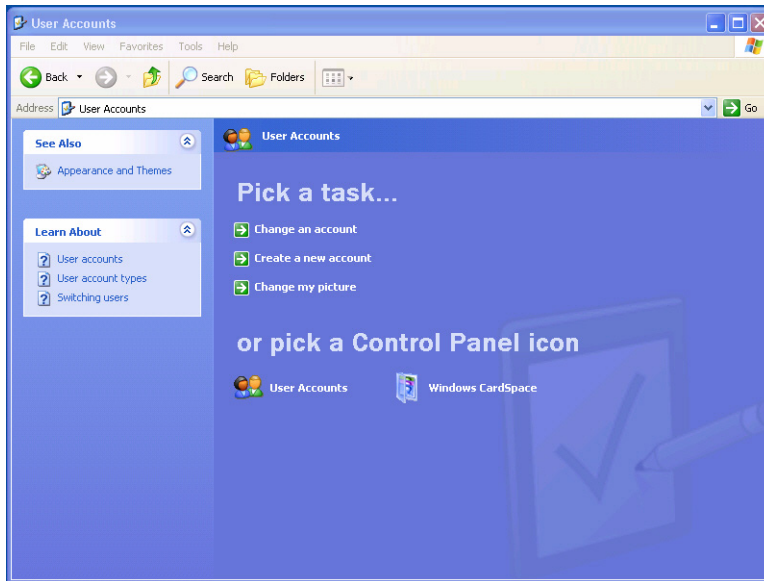 User Accounts
File Edit View Favorites Tools Help
Back Search Folders
Address User Accounts Go
See Also
Appearance and Themes
Learn About
User accounts
User account types
Switching users
User Accounts
Pick a task...
Change an account
Create a new account
Change my picture
or pick a Control Panel icon
User Accounts Windows CardSpace